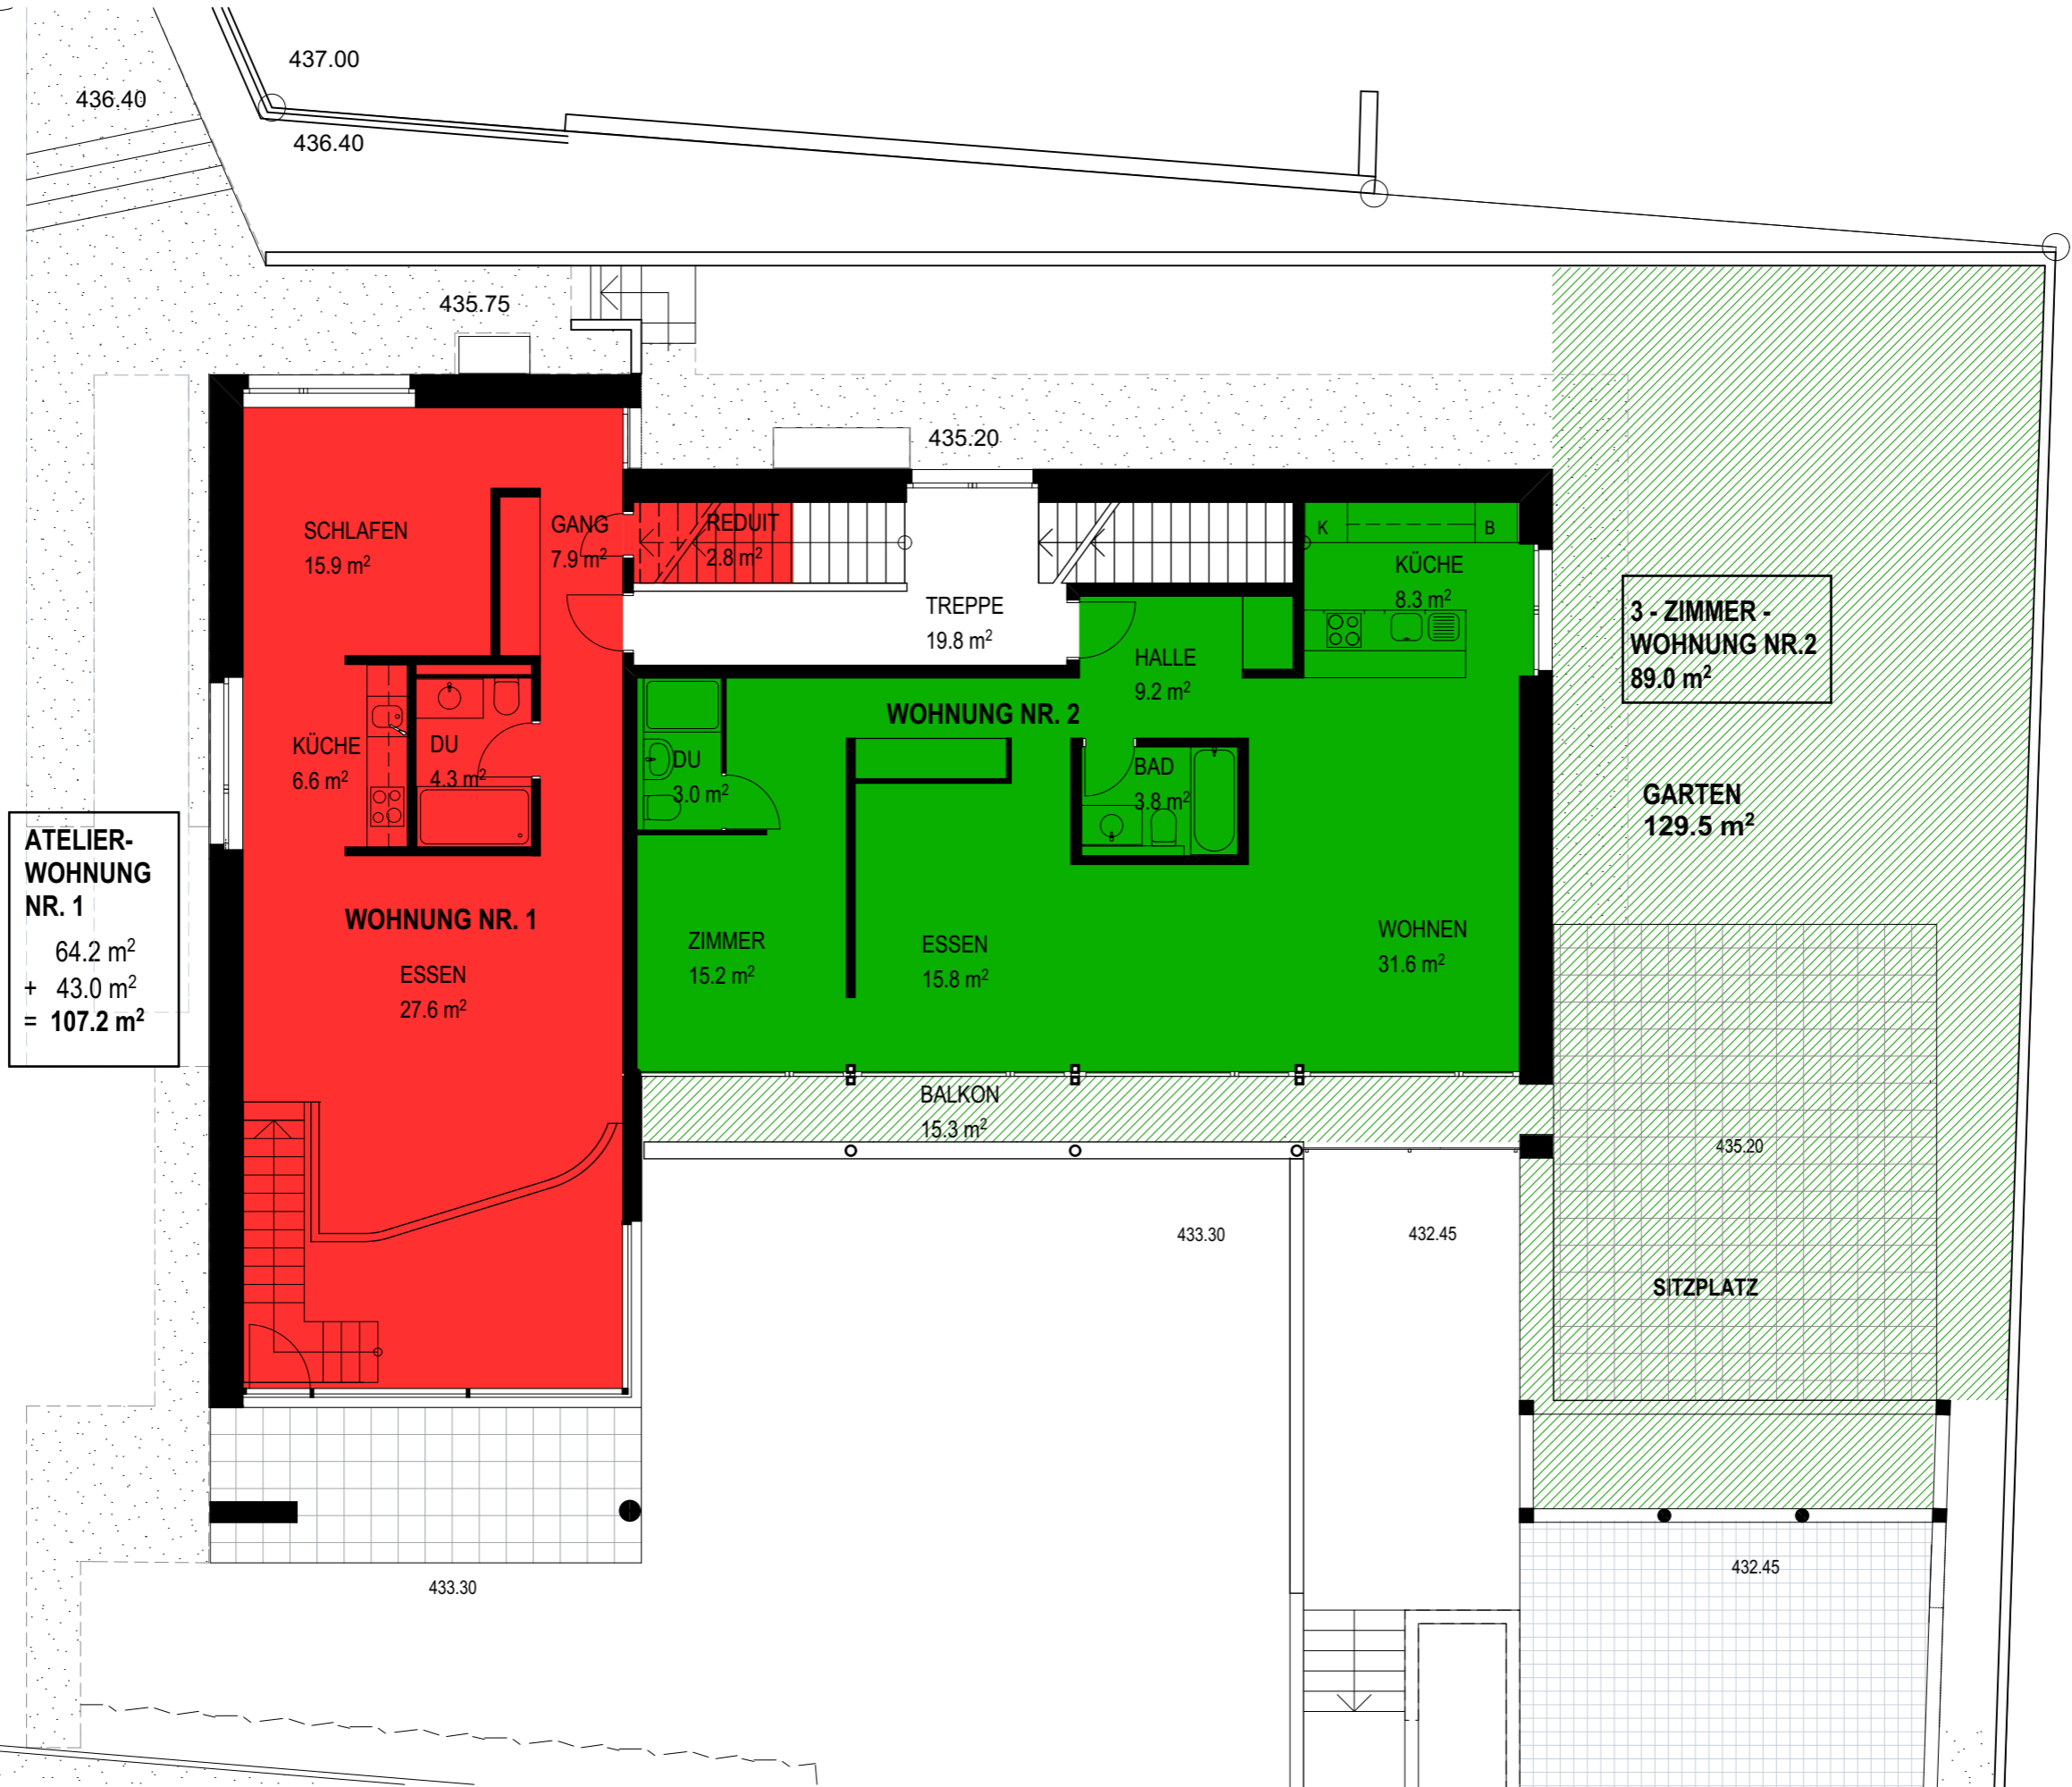 437.00
436.40
436.40
435.75
435.20
SCHLAFEN
15.9 m²
GANG
7.9 m²
REDUIT
2.8 m²
TREPPE
19.8 m²
K
B
KÜCHE
8.3 m²
HALLE
9.2 m²
3 - ZIMMER -
WOHNUNG NR.2
89.0 m²
WOHNUNG NR. 2
KÜCHE
6.6 m²
DU
4.3 m²
DU
3.0 m²
BAD
3.8 m²
GARTEN
129.5 m²
ATELIER-
WOHNUNG
NR. 1
64.2 m²
+ 43.0 m²
= 107.2 m²
WOHNUNG NR. 1
ESSEN
27.6 m²
ZIMMER
15.2 m²
ESSEN
15.8 m²
WOHNEN
31.6 m²
BALKON
15.3 m²
435.20
433.30
432.45
SITZPLATZ
433.30
432.45